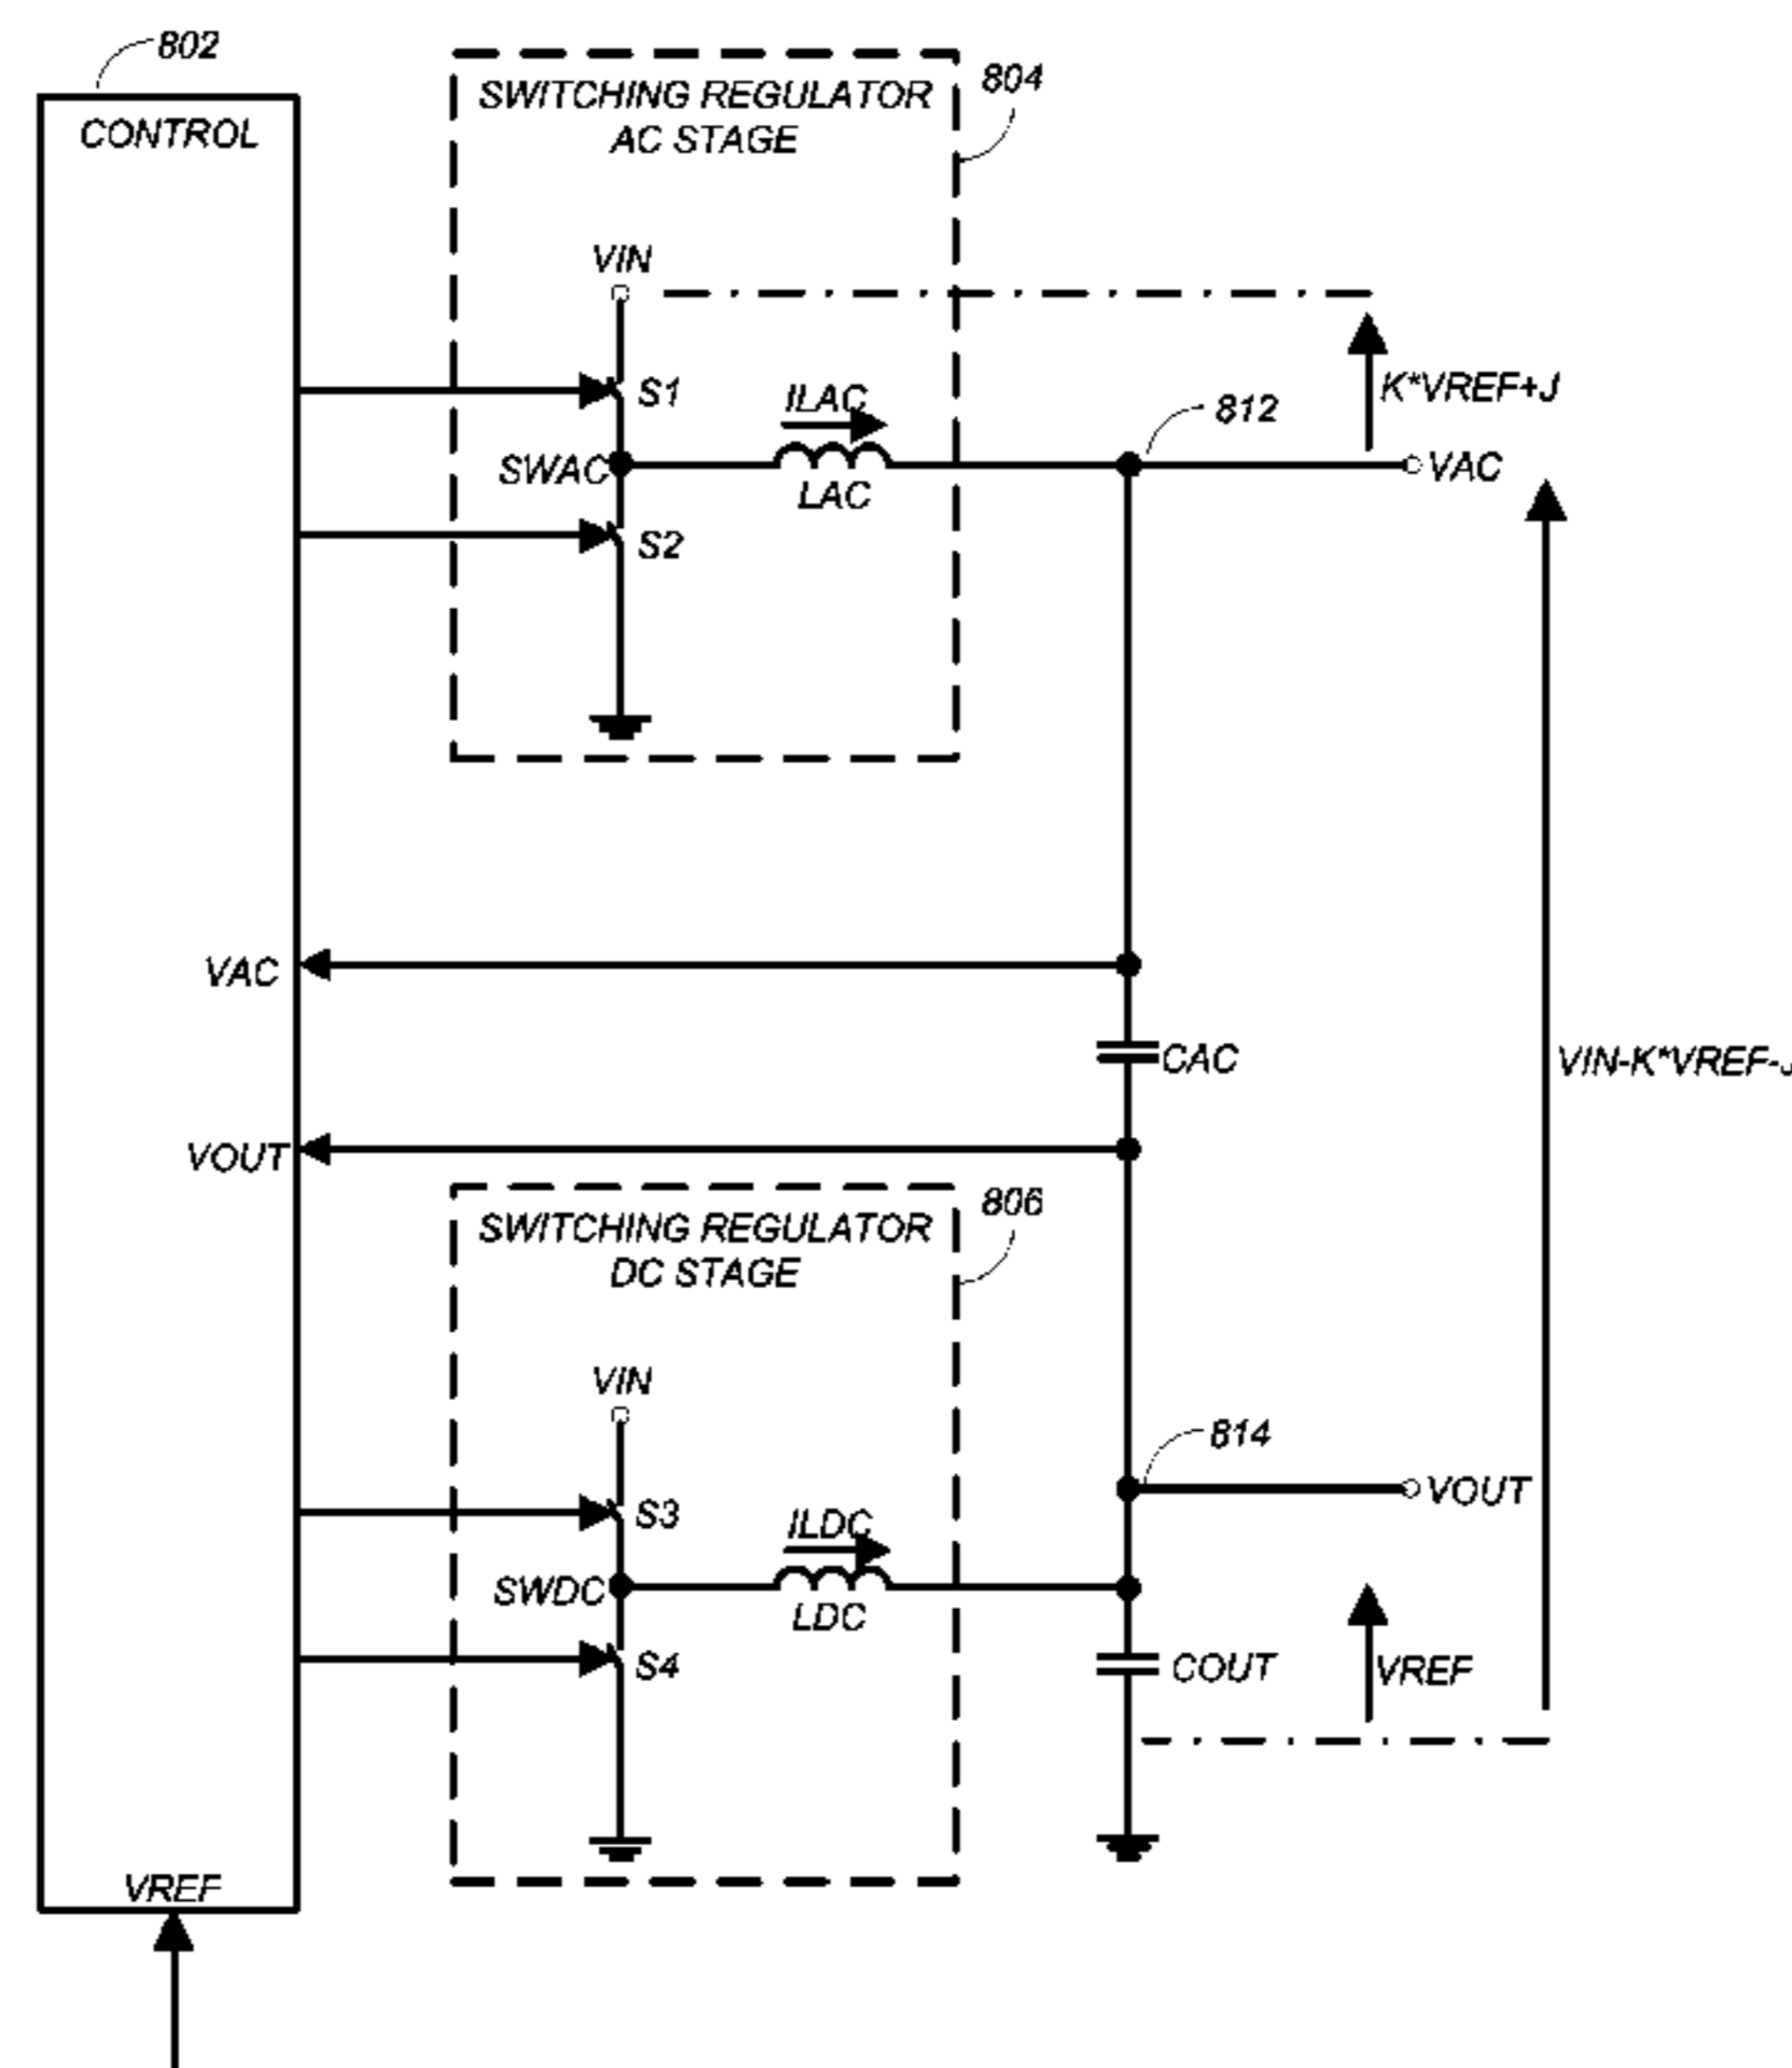 802
CONTROL
SWITCHING REGULATOR
AC STAGE
804
VIN
S1
ILAC
K*VREF+J
812
SWAC
LAC
VAC
S2
VAC
CAC
VIN-K*VREF-J
VOUT
SWITCHING REGULATOR
DC STAGE
806
VIN
814
S3
ILDC
VOUT
SWDC
LDC
S4
COUT
VREF
VREF